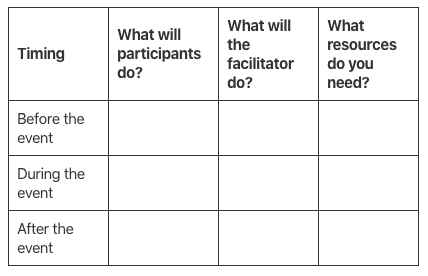 Timing
What will
participants
do?
What will
the
facilitator
do?
What
resources
do you
need?
Before the
event
During the
event
After the
event